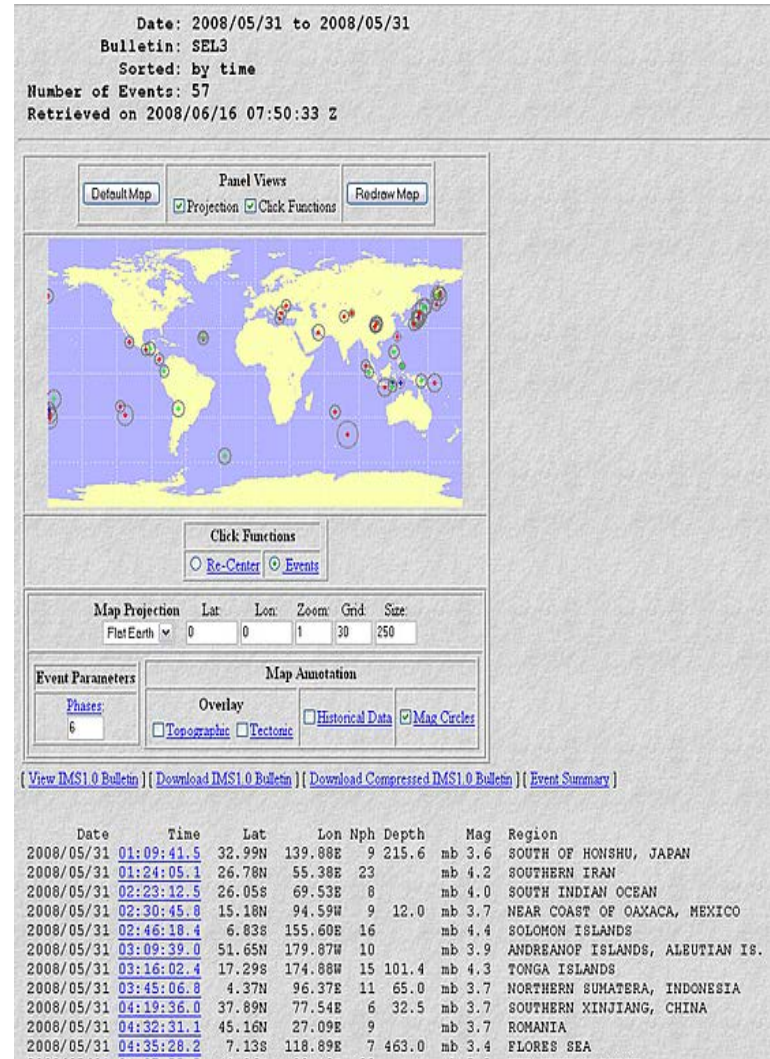 Date: 2008/05/31 to 2008/05/31
Bulletin: SEL3
Sorted: by time
Number of Events: 57
Retrieved on 2008/06/16 07:50:33 Z
Default Map
Panel Views
Projection Click Functions
Redraw Map
Click Functions
Re-Center Events
Map Projection Lat: Lon: Zoom: Grid: Size:
Flat Earth 0 0 1 30 250
Event Parameters
Phases:
6
Map Annotation
Overlay
Topographic Tectonic
Historical Data Mag Circles
[ View IMS1.0 Bulletin ] [ Download IMS1.0 Bulletin ] [ Download Compressed IMS1.0 Bulletin ] [ Event Summary ]
Date Time Lat Lon Nph Depth Mag Region
2008/05/31 01:09:41.5 32.99N 139.88E 9 215.6 mb 3.6 SOUTH OF HONSHU, JAPAN
2008/05/31 01:24:05.1 26.78N 55.38E 23 mb 4.2 SOUTHERN IRAN
2008/05/31 02:23:12.5 26.05S 69.53E 8 mb 4.0 SOUTH INDIAN OCEAN
2008/05/31 02:30:45.8 15.18N 94.59W 9 12.0 mb 3.7 NEAR COAST OF OAXACA, MEXICO
2008/05/31 02:46:18.4 6.83S 155.60E 16 mb 4.4 SOLOMON ISLANDS
2008/05/31 03:09:39.0 51.65N 179.87W 10 mb 3.9 ANDREANOF ISLANDS, ALEUTIAN IS.
2008/05/31 03:16:02.4 17.29S 174.88W 15 101.4 mb 4.3 TONGA ISLANDS
2008/05/31 03:45:06.8 4.37N 96.37E 11 65.0 mb 3.7 NORTHERN SUMATERA, INDONESIA
2008/05/31 04:19:36.0 37.89N 77.54E 6 32.5 mb 3.7 SOUTHERN XINJIANG, CHINA
2008/05/31 04:32:31.1 45.16N 27.09E 9 mb 3.7 ROMANIA
2008/05/31 04:35:28.2 7.13S 118.89E 7 463.0 mb 3.4 FLORES SEA